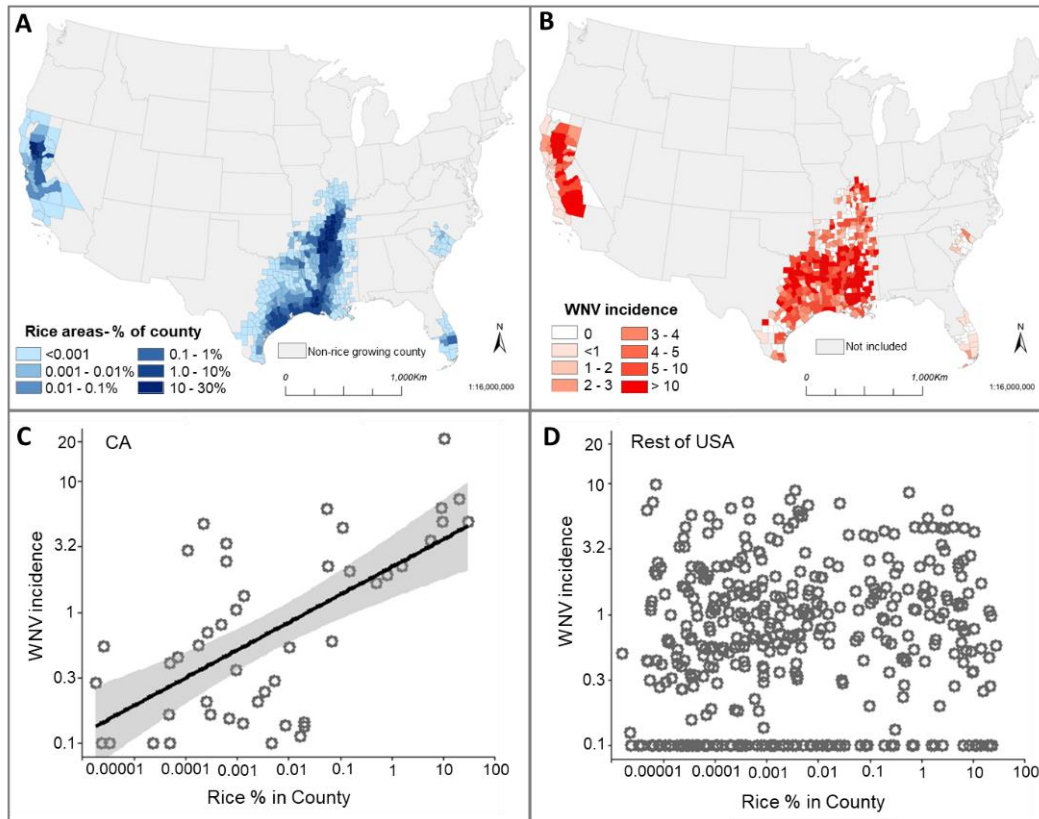 A
Rice areas- % of county
<0.001
0.001 - 0.01%
0.01 - 0.1%
0.1 - 1%
1.0 - 10%
10 - 30%
Non-rice growing county
N
0
1,000Km
1:16,000,000
B
WNV incidence
0
<1
1 - 2
2 - 3
3 - 4
4 - 5
5 - 10
> 10
Not included
N
0
1,000Km
1:16,000,000
C
CA
WNV incidence
20
10
3.2
1
0.3
0.1
0.00001
0.0001
0.001
0.01
0.1
1
10
100
Rice % in County
D
Rest of USA
WNV incidence
20
10
3.2
1
0.3
0.1
0.00001
0.0001
0.001
0.01
0.1
1
10
100
Rice % in County